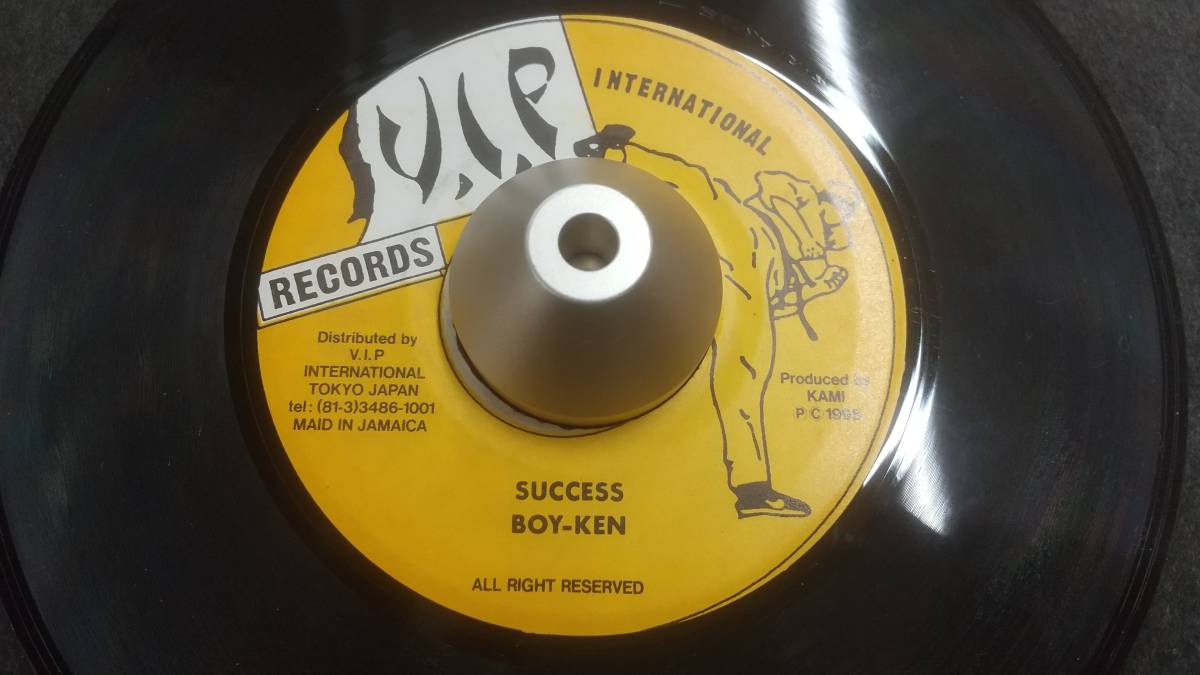 V.I.P
INTERNATIONAL
RECORDS
Distributed by
V.I.P
INTERNATIONAL
TOKYO JAPAN
tel: (81-3)3486-1001
MAID IN JAMAICA
Produced by
KAMI
P C
SUCCESS
BOY-KEN
ALL RIGHT RESERVED